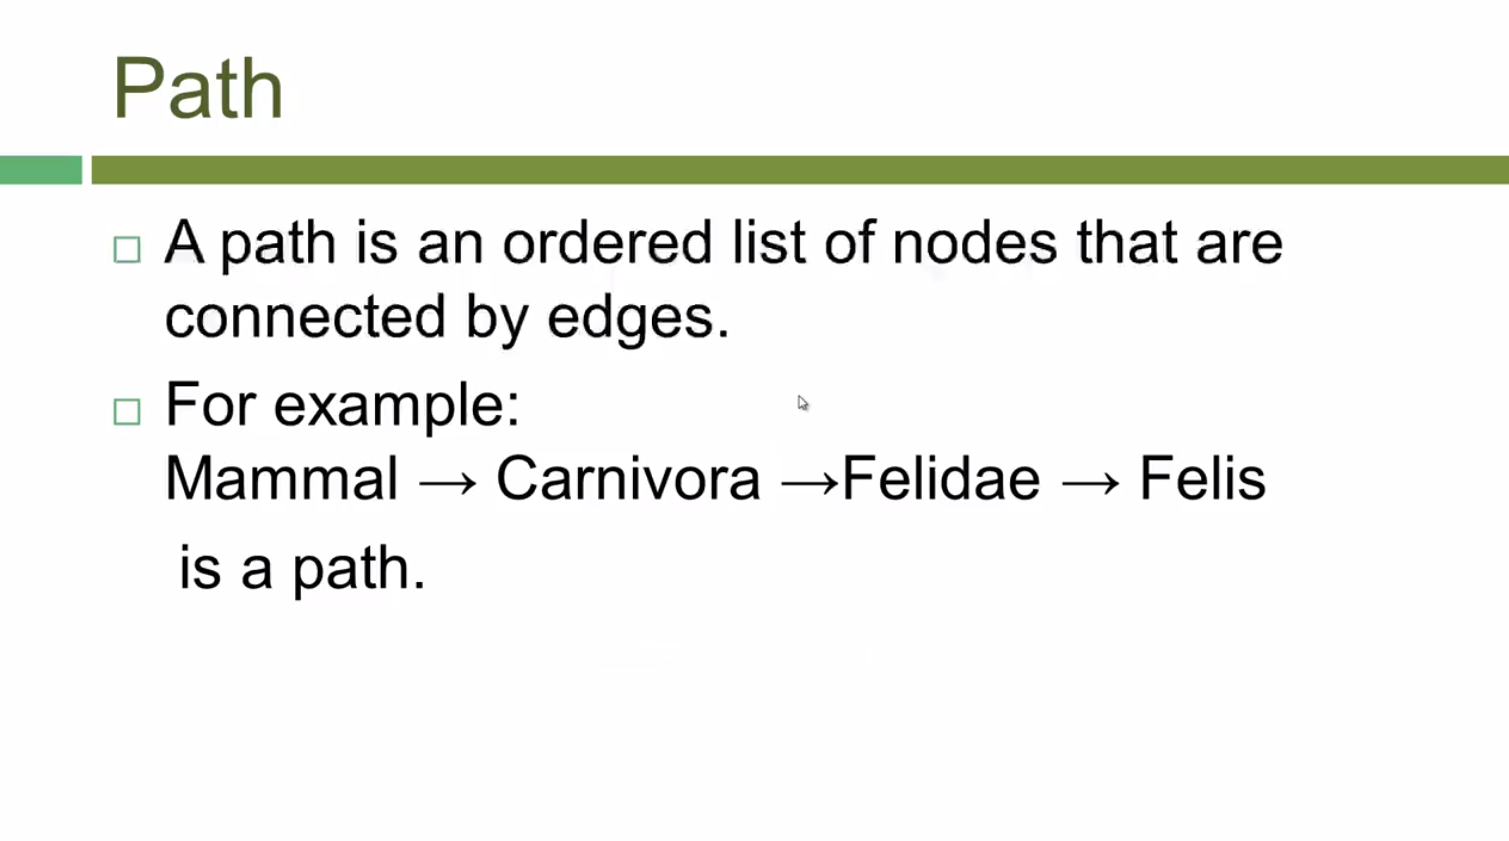 Path
A path is an ordered list of nodes that are
connected by edges.
For example:
Mammal → Carnivora →Felidae → Felis
is a path.